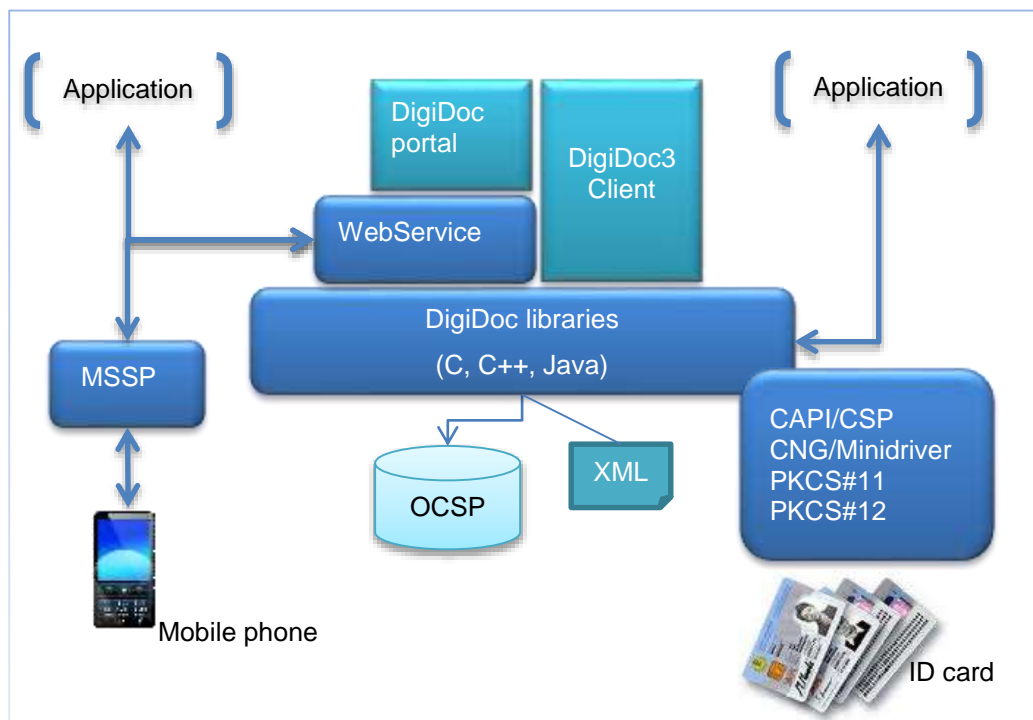 Application
Application
DigiDoc
portal
DigiDoc3
Client
WebService
DigiDoc libraries
(C, C++, Java)
MSSP
CAPI/CSP
CNG/Minidriver
PKCS#11
PKCS#12
XML
OCSP
Mobile phone
ID card